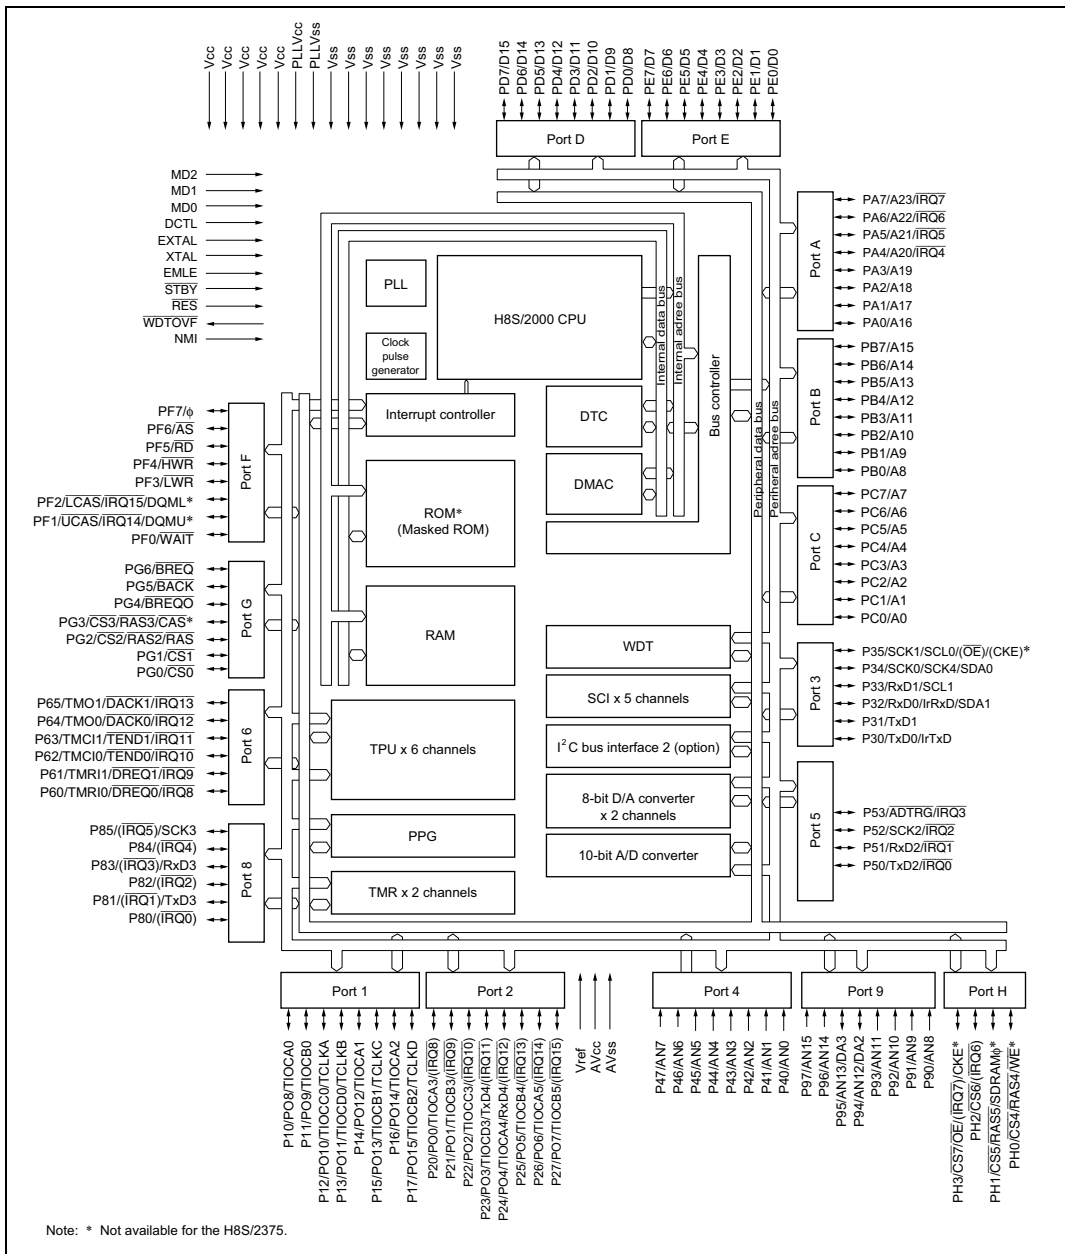 Vcc
Vcc
Vcc
Vcc
Vcc
PLLVcc
PLLVss
Vss
Vss
Vss
Vss
Vss
Vss
Vss
Vss
PD7/D15
PD6/D14
PD5/D13
PD4/D12
PD3/D11
PD2/D10
PD1/D9
PD0/D8
PE7/D7
PE6/D6
PE5/D5
PE4/D4
PE3/D3
PE2/D2
PE1/D1
PE0/D0
Port D
Port E
MD2
MD1
MD0
DCTL
EXTAL
XTAL
EMLE
STBY
RES
WDTOVF
NMI
PLL
H8S/2000 CPU
Clock
pulse
generator
Interrupt controller
DTC
DMAC
ROM*
(Masked ROM)
RAM
Internal data bus
Internal adree bus
Bus controller
Peripheral data bus
Periheral adree bus
Port A
PA7/A23/IRQ7
PA6/A22/IRQ6
PA5/A21/IRQ5
PA4/A20/IRQ4
PA3/A19
PA2/A18
PA1/A17
PA0/A16
Port B
PB7/A15
PB6/A14
PB5/A13
PB4/A12
PB3/A11
PB2/A10
PB1/A9
PB0/A8
Port C
PC7/A7
PC6/A6
PC5/A5
PC4/A4
PC3/A3
PC2/A2
PC1/A1
PC0/A0
PF7/ϕ
PF6/AS
PF5/RD
PF4/HWR
PF3/LWR
PF2/LCAS/IRQ15/DQML*
PF1/UCAS/IRQ14/DQMU*
PF0/WAIT
Port F
PG6/BREQ
PG5/BACK
PG4/BREQO
PG3/CS3/RAS3/CAS*
PG2/CS2/RAS2/RAS
PG1/CS1
PG0/CS0
Port G
P65/TMO1/DACK1/IRQ13
P64/TMO0/DACK0/IRQ12
P63/TMCI1/TEND1/IRQ11
P62/TMCI0/TEND0/IRQ10
P61/TMRI1/DREQ1/IRQ9
P60/TMRI0/DREQ0/IRQ8
Port 6
P85/(IRQ5)/SCK3
P84/(IRQ4)
P83/(IRQ3)/RxD3
P82/(IRQ2)
P81/(IRQ1)/TxD3
P80/(IRQ0)
Port 8
TPU x 6 channels
PPG
TMR x 2 channels
WDT
SCI x 5 channels
I2C bus interface 2 (option)
8-bit D/A converter
x 2 channels
10-bit A/D converter
Port 3
P35/SCK1/SCL0/(OE)/(CKE)*
P34/SCK0/SCK4/SDA0
P33/RxD1/SCL1
P32/RxD0/IrRxD/SDA1
P31/TxD1
P30/TxD0/IrTxD
Port 5
P53/ADTRG/IRQ3
P52/SCK2/IRQ2
P51/RxD2/IRQ1
P50/TxD2/IRQ0
Port 1
Port 2
Port 4
Port 9
Port H
P10/PO8/TIOCA0
P11/PO9/TIOCB0
P12/PO10/TIOCC0/TCLKA
P13/PO11/TIOCD0/TCLKB
P14/PO12/TIOCA1
P15/PO13/TIOCB1/TCLKC
P16/PO14/TIOCA2
P17/PO15/TIOCB2/TCLKD
P20/PO0/TIOCA3/(IRQ8)
P21/PO1/TIOCB3/(IRQ9)
P22/PO2/TIOCC3/(IRQ10)
P23/PO3/TIOCD3/TxD4/(IRQ11)
P24/PO4/TIOCA4/RxD4/(IRQ12)
P25/PO5/TIOCB4/(IRQ13)
P26/PO6/TIOCA5/(IRQ14)
P27/PO7/TIOCB5/(IRQ15)
Vref
AVcc
AVss
P47/AN7
P46/AN6
P45/AN5
P44/AN4
P43/AN3
P42/AN2
P41/AN1
P40/AN0
P97/AN15
P96/AN14
P95/AN13/DA3
P94/AN12/DA2
P93/AN11
P92/AN10
P91/AN9
P90/AN8
PH3/CS7/OE/(IRQ7)/CKE*
PH2/CS6/(IRQ6)
PH1/CS5/RAS5/SDRAMϕ*
PH0/CS4/RAS4/WE*
Note: * Not available for the H8S/2375.